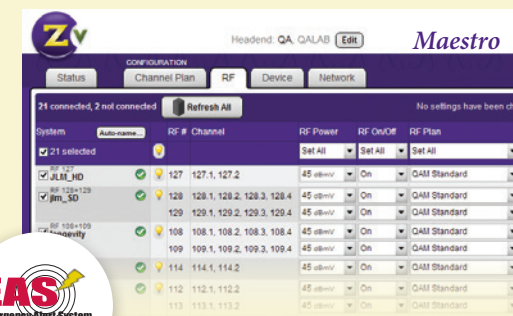 Zv
Headend: QA, QALAB Edit Maestro
CONFIGURATION
Status Channel Plan RF Device Network
21 connected, 2 not connected Refresh All No settings have been ch
System Auto-name... RF # Channel RF Power RF On/Off RF Plan
21 selected Set All Set All Set All
RF 127
JLM_HD 127 127.1, 127.2 45 dBmV On QAM Standard
RF 128+129
jlm_SD 128 128.1, 128.2, 128.3, 128.4 45 dBmV On QAM Standard
129 129.1, 129.2, 129.3, 129.4 45 dBmV On QAM Standard
RF 108+109
108 108.1, 108.2, 108.3, 108.4 45 dBmV On QAM Standard
109 109.1, 109.2, 109.3, 109.4 45 dBmV On QAM Standard
114 114.1, 114.2 45 dBmV On QAM Standard
112 112.1, 112.2 45 dBmV On QAM Standard
113 113.1, 113.2 45 dBmV On QAM Standard
EAS
ergency Alert System